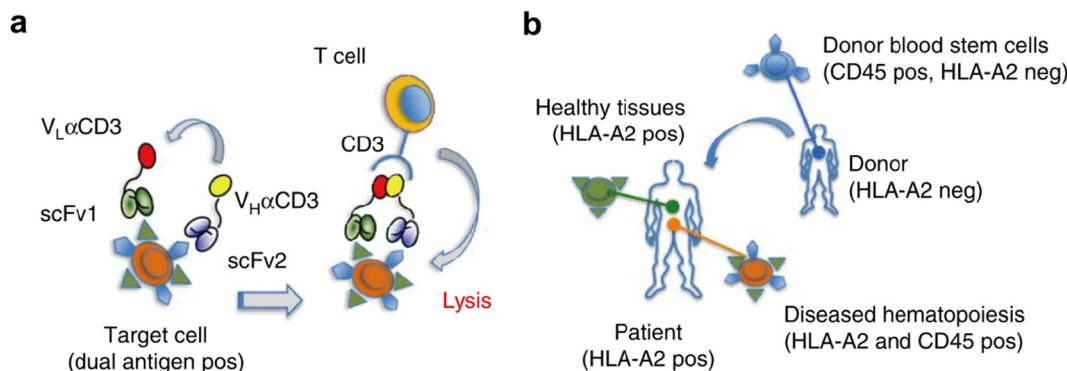 a
T cell
V_LαCD3
CD3
V_HαCD3
scFv1
scFv2
Lysis
Target cell
(dual antigen pos)
b
Donor blood stem cells
(CD45 pos, HLA-A2 neg)
Healthy tissues
(HLA-A2 pos)
Donor
(HLA-A2 neg)
Diseased hematopoiesis
(HLA-A2 and CD45 pos)
Patient
(HLA-A2 pos)